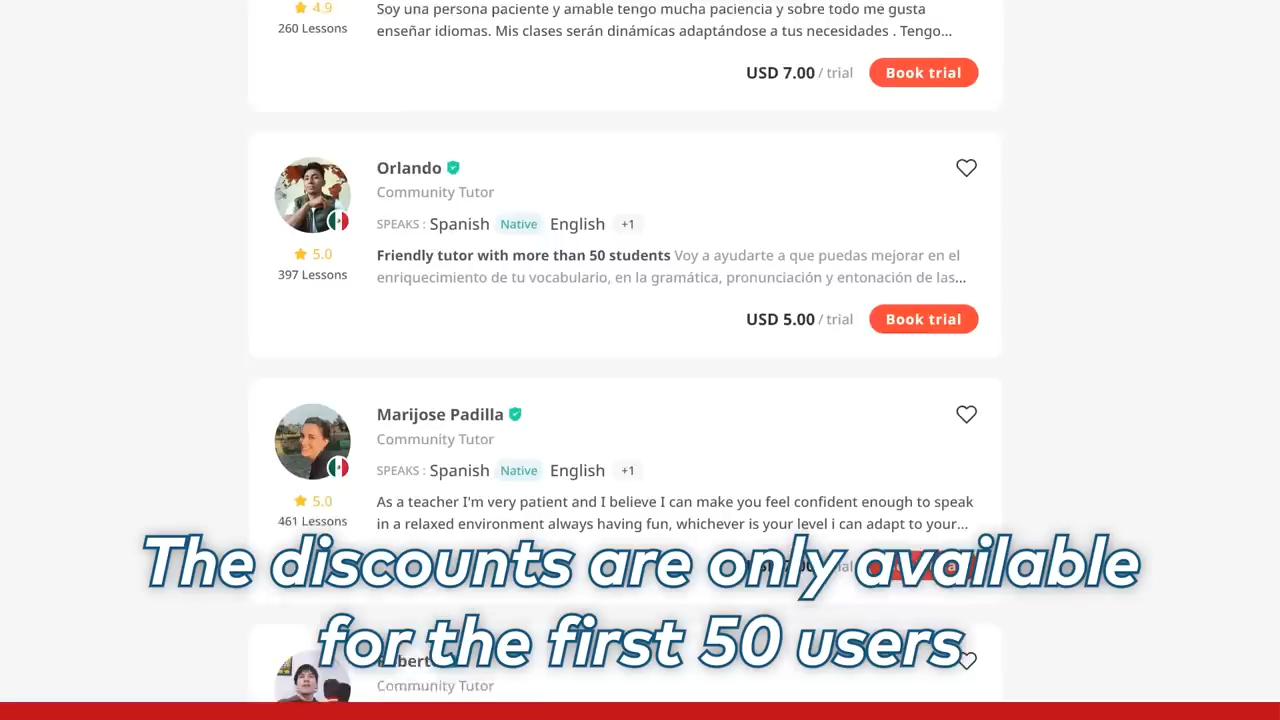 4.9
260 Lessons
Soy una persona paciente y amable tengo mucha paciencia y sobre todo me gusta
enseñar idiomas. Mis clases serán dinámicas adaptándose a tus necesidades . Tengo...
USD 7.00 / trial
Book trial
Orlando
Community Tutor
SPEAKS : Spanish Native English +1
5.0
397 Lessons
Friendly tutor with more than 50 students Voy a ayudarte a que puedas mejorar en el
enriquecimiento de tu vocabulario, en la gramática, pronunciación y entonación de las...
USD 5.00 / trial
Book trial
Marijose Padilla
Community Tutor
SPEAKS : Spanish Native English +1
5.0
461 Lessons
As a teacher I'm very patient and I believe I can make you feel confident enough to speak
in a relaxed environment always having fun, whichever is your level i can adapt to your...
The discounts are only available
for the first 50 users
Community Tutor